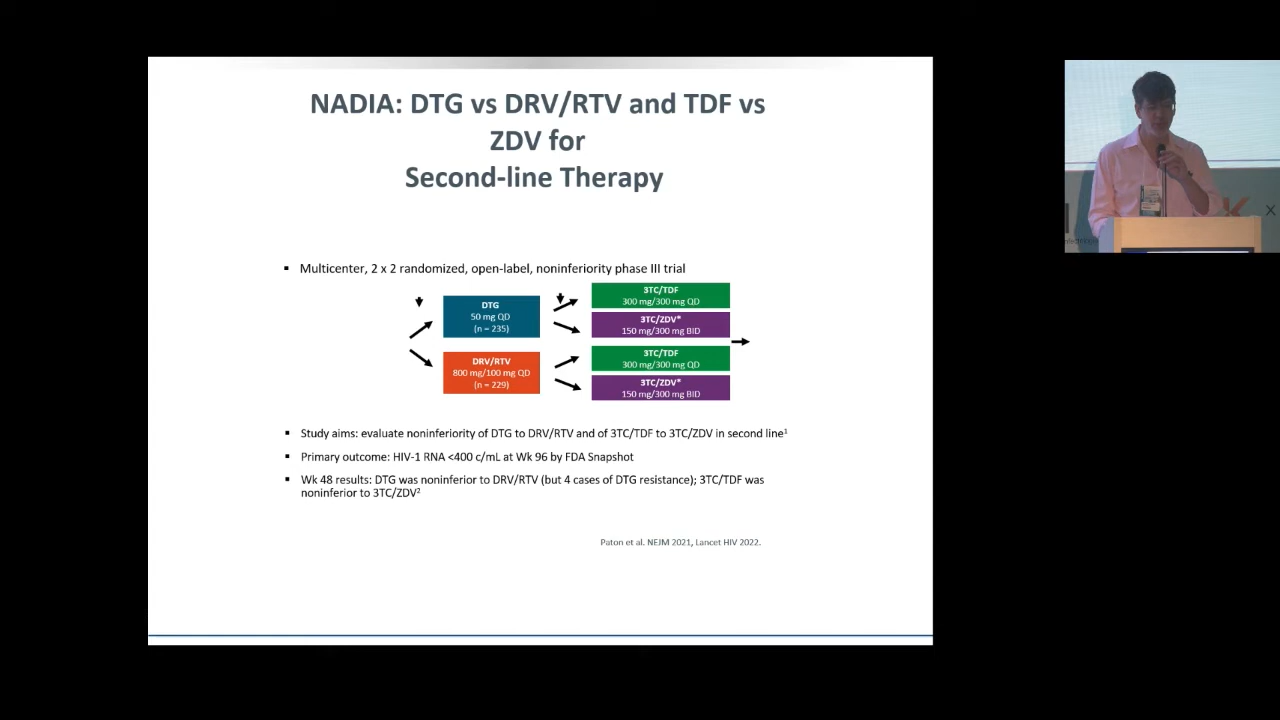 NADIA: DTG vs DRV/RTV and TDF vs
ZDV for
Second-line Therapy
▪ Multicenter, 2 x 2 randomized, open-label, noninferiority phase III trial
DTG
50 mg QD
(n = 235)
DRV/RTV
800 mg/100 mg QD
(n = 229)
3TC/TDF
300 mg/300 mg QD
3TC/ZDV*
150 mg/300 mg BID
3TC/TDF
300 mg/300 mg QD
3TC/ZDV*
150 mg/300 mg BID
▪ Study aims: evaluate noninferiority of DTG to DRV/RTV and of 3TC/TDF to 3TC/ZDV in second line¹
▪ Primary outcome: HIV-1 RNA <400 c/mL at Wk 96 by FDA Snapshot
▪ Wk 48 results: DTG was noninferior to DRV/RTV (but 4 cases of DTG resistance); 3TC/TDF was
noninferior to 3TC/ZDV²
Paton et al. NEJM 2021, Lancet HIV 2022.